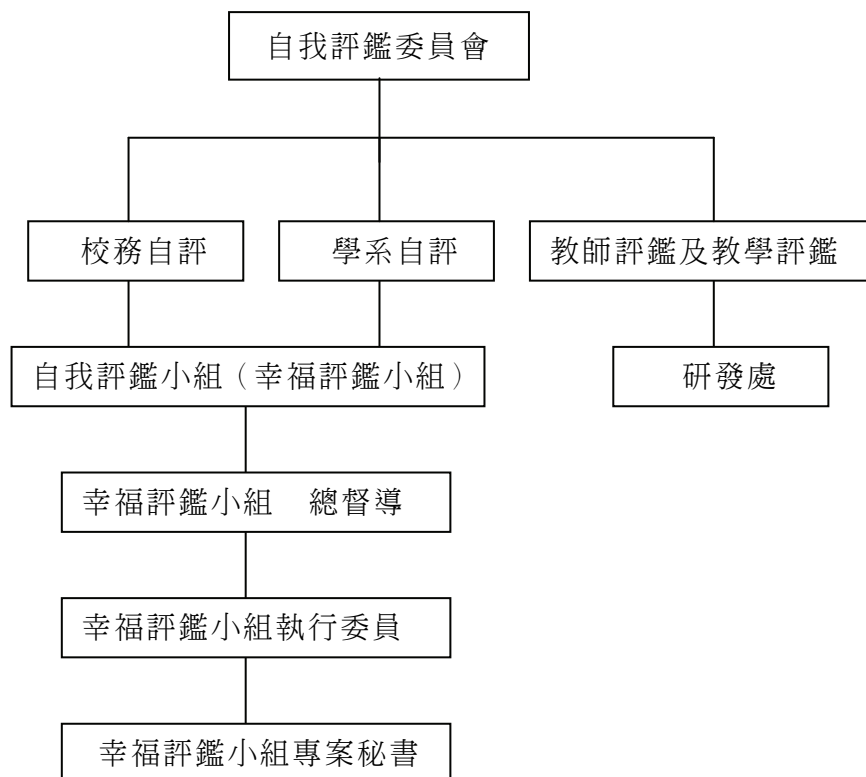 自我評鑑委員會
校務自評
學系自評
教師評鑑及教學評鑑
自我評鑑小組（幸福評鑑小組）
研發處
幸福評鑑小組　總督導
幸福評鑑小組執行委員
幸福評鑑小組專案秘書